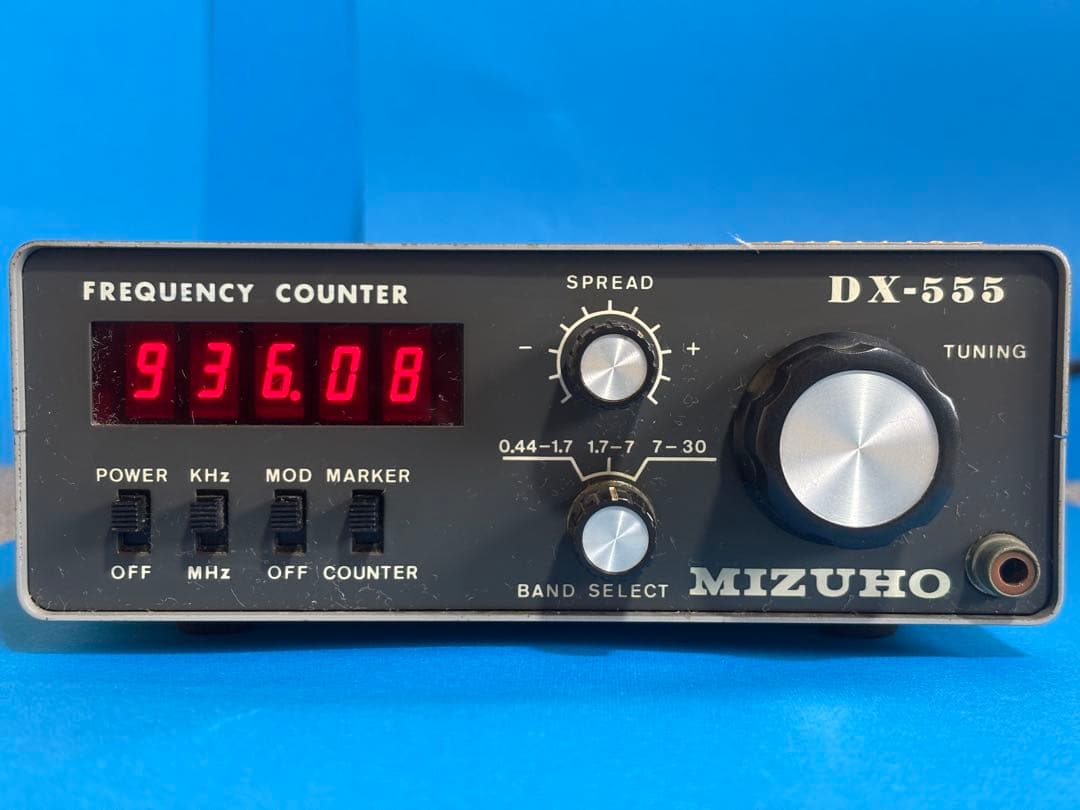 FREQUENCY COUNTER
SPREAD
DX-555
- +
TUNING
936.08
0.44-1.7 1.7-7 7-30
POWER KHz MOD MARKER
OFF MHz OFF COUNTER
BAND SELECT
MIZUHO